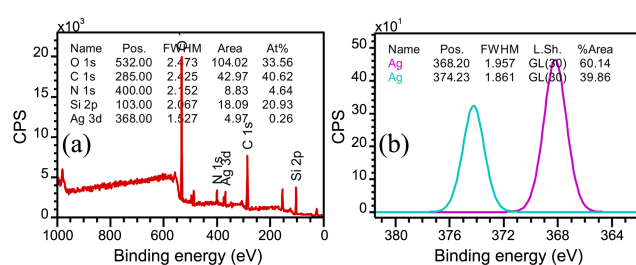 x10³
20
15
10
5
0
CPS
Name Pos. FWHM Area At%
O 1s 532.00 2.473 104.02 33.56
C 1s 285.00 2.425 42.97 40.62
N 1s 400.00 2.152 8.83 4.64
Si 2p 103.00 2.067 18.09 20.93
Ag 3d 368.00 1.527 4.97 0.26
(a)
N 1s
Ag 3d
C 1s
Si 2p
1000 800 600 400 200 0
Binding energy (eV)
x10¹
50
40
30
20
10
0
CPS
Name Pos. FWHM L.Sh. %Area
Ag 368.20 1.957 GL(30) 60.14
Ag 374.23 1.861 GL(30) 39.86
(b)
380 376 372 368 364
Binding energy (eV)